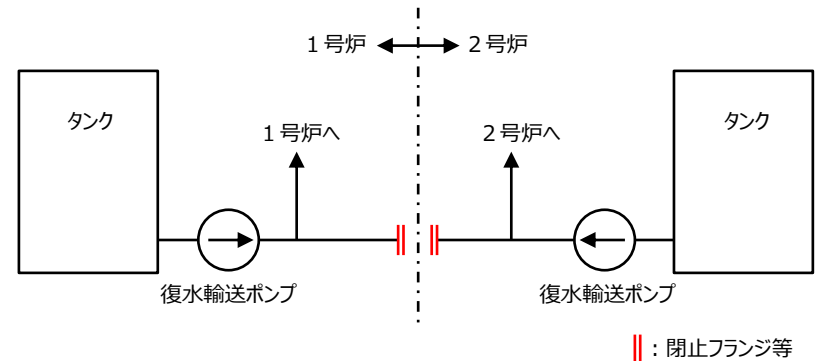 1号炉 2号炉
タンク タンク
1号炉へ 2号炉へ
復水輸送ポンプ 復水輸送ポンプ
：閉止フランジ等